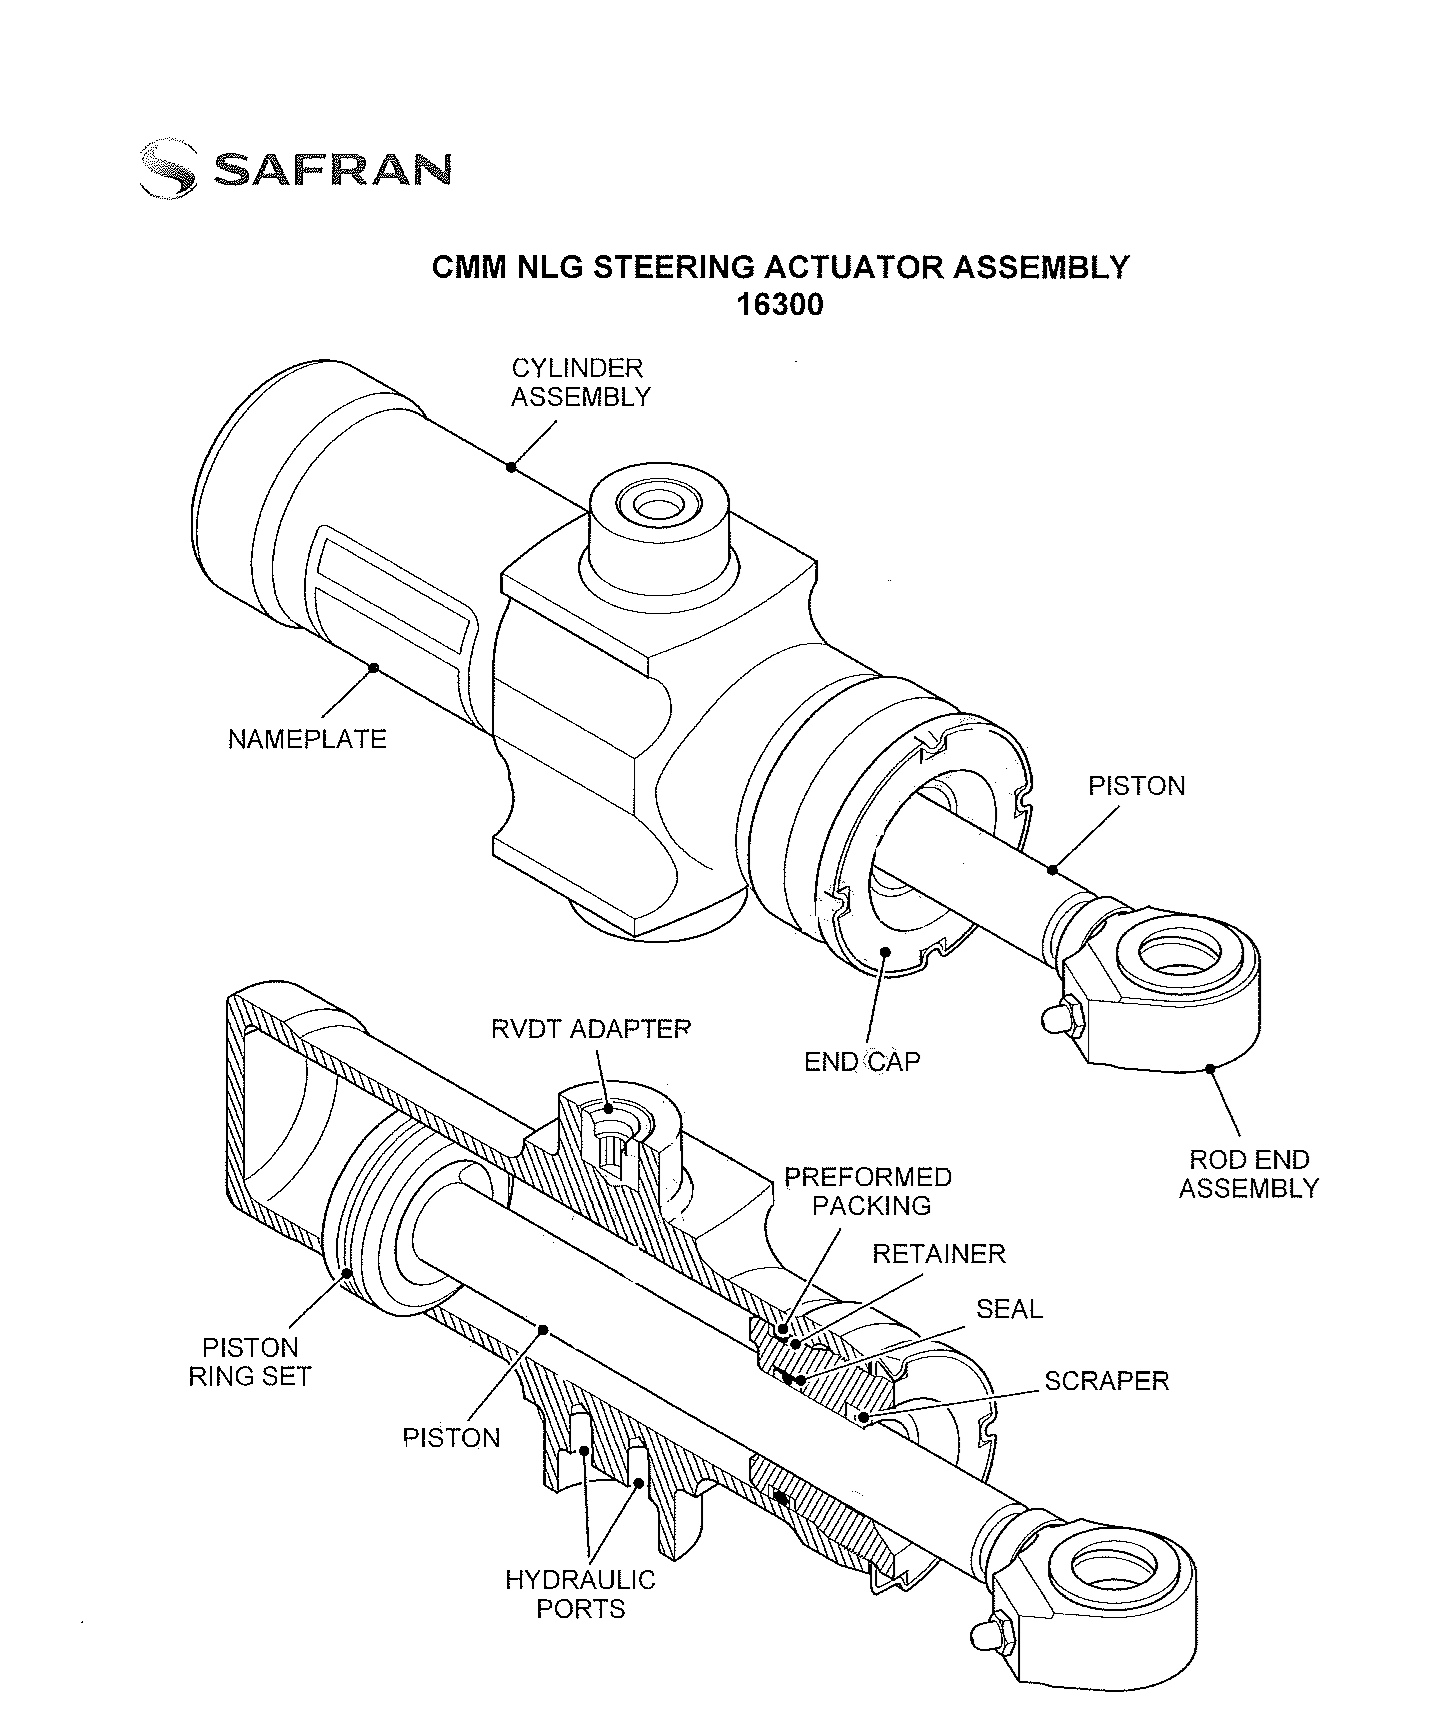 SAFRAN
CMM NLG STEERING ACTUATOR ASSEMBLY
16300
CYLINDER
ASSEMBLY
NAMEPLATE
PISTON
END CAP
ROD END
ASSEMBLY
RVDT ADAPTER
PREFORMED
PACKING
RETAINER
SEAL
SCRAPER
PISTON
RING SET
PISTON
HYDRAULIC
PORTS